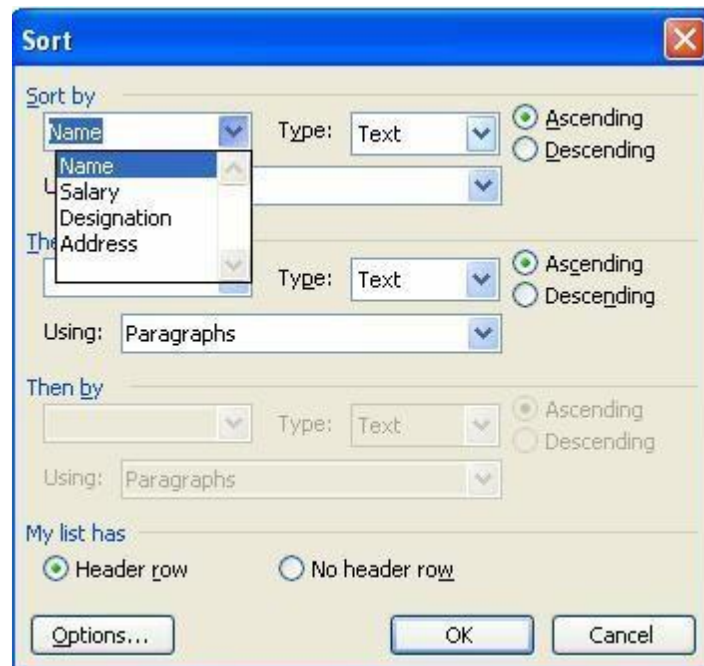 Sort
Sort by
Name Type: Text Ascending
Descending
Name
Salary
Designation
Address
Type: Text Ascending
Descending
Using: Paragraphs
Then by
Type: Text Ascending
Descending
Using: Paragraphs
My list has
Header row No header row
Options... OK Cancel